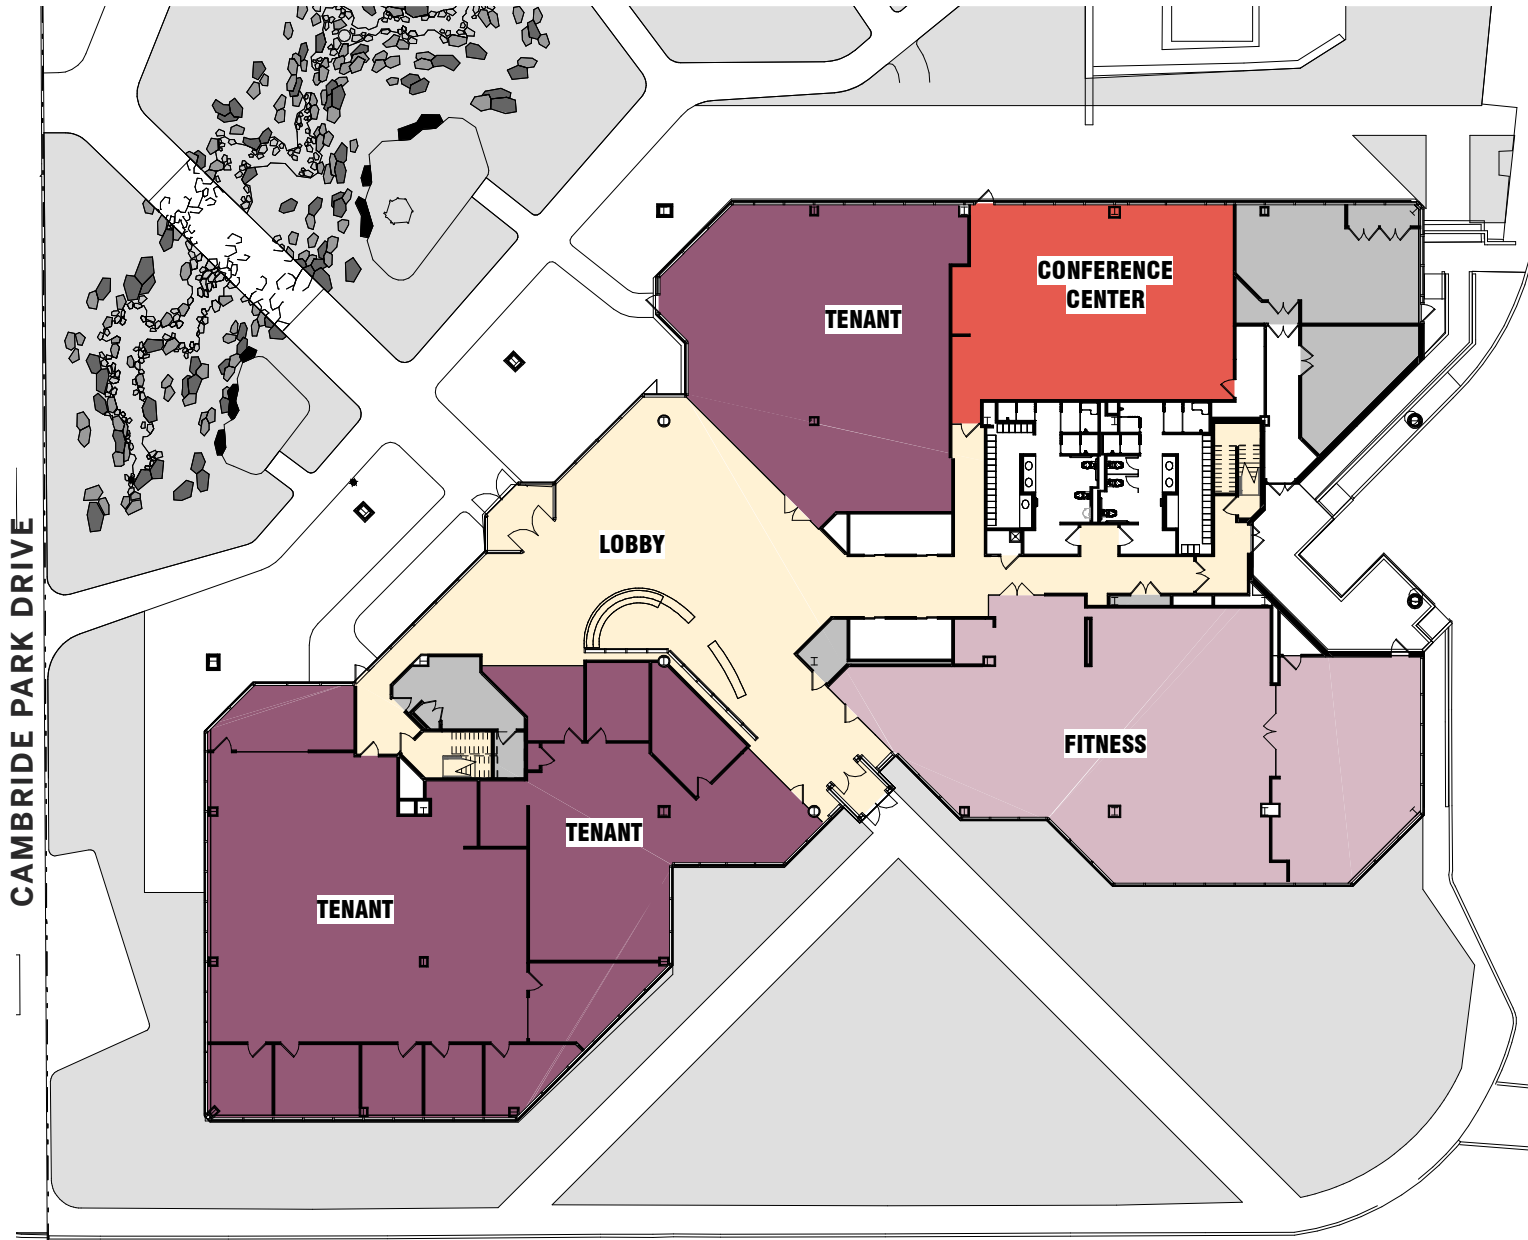 CONFERENCE
CENTER
TENANT
LOBBY
CAMBRIDE PARK DRIVE
FITNESS
TENANT
TENANT